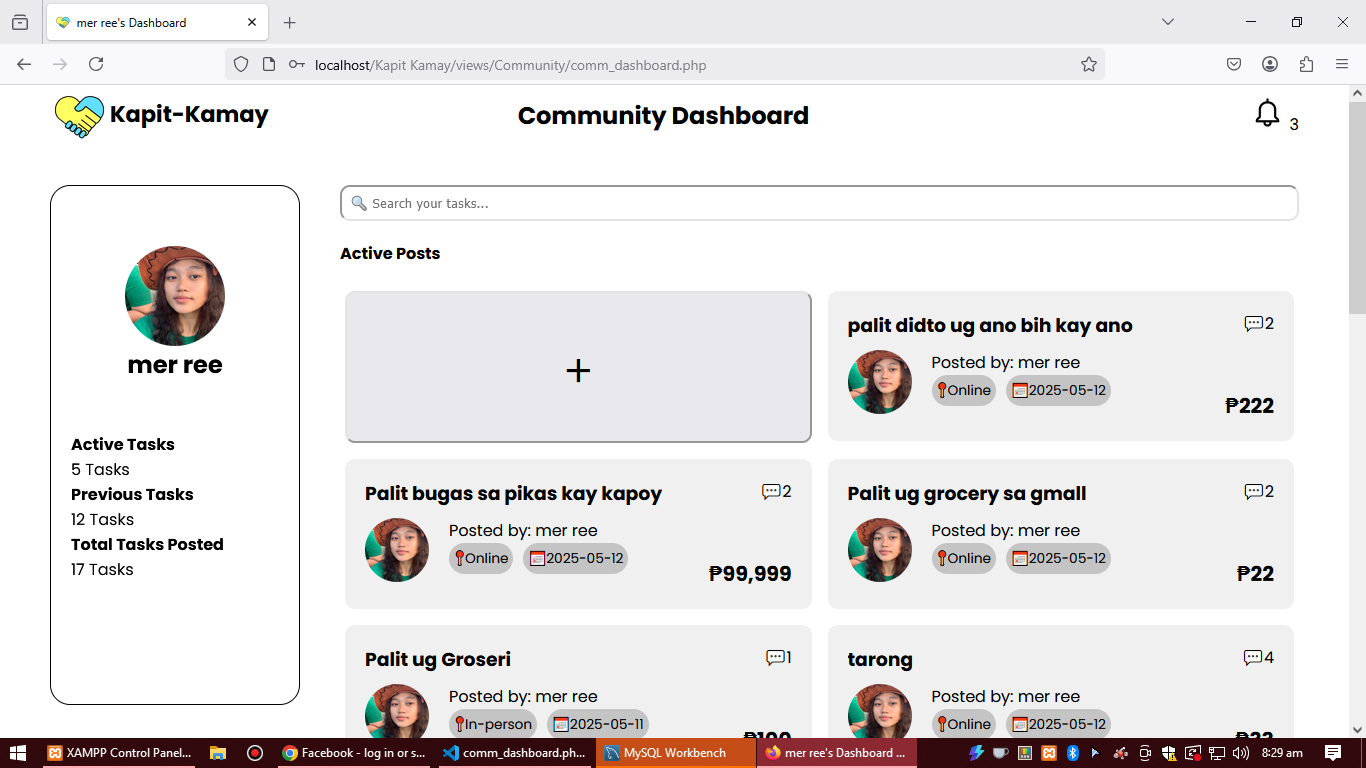 mer ree's Dashboard
localhost/Kapit Kamay/views/Community/comm_dashboard.php
Kapit-Kamay
Community Dashboard
3
Search your tasks...
Active Posts
mer ree
Active Tasks
5 Tasks
Previous Tasks
12 Tasks
Total Tasks Posted
17 Tasks
+
palit didto ug ano bih kay ano
2
Posted by: mer ree
Online
2025-05-12
₱222
Palit bugas sa pikas kay kapoy
2
Posted by: mer ree
Online
2025-05-12
₱99,999
Palit ug grocery sa gmall
2
Posted by: mer ree
Online
2025-05-12
₱22
Palit ug Groseri
1
Posted by: mer ree
In-person
2025-05-11
tarong
4
Posted by: mer ree
Online
2025-05-12
XAMPP Control Panel...
Facebook - log in or s...
comm_dashboard.ph...
MySQL Workbench
mer ree's Dashboard ...
8:29 am